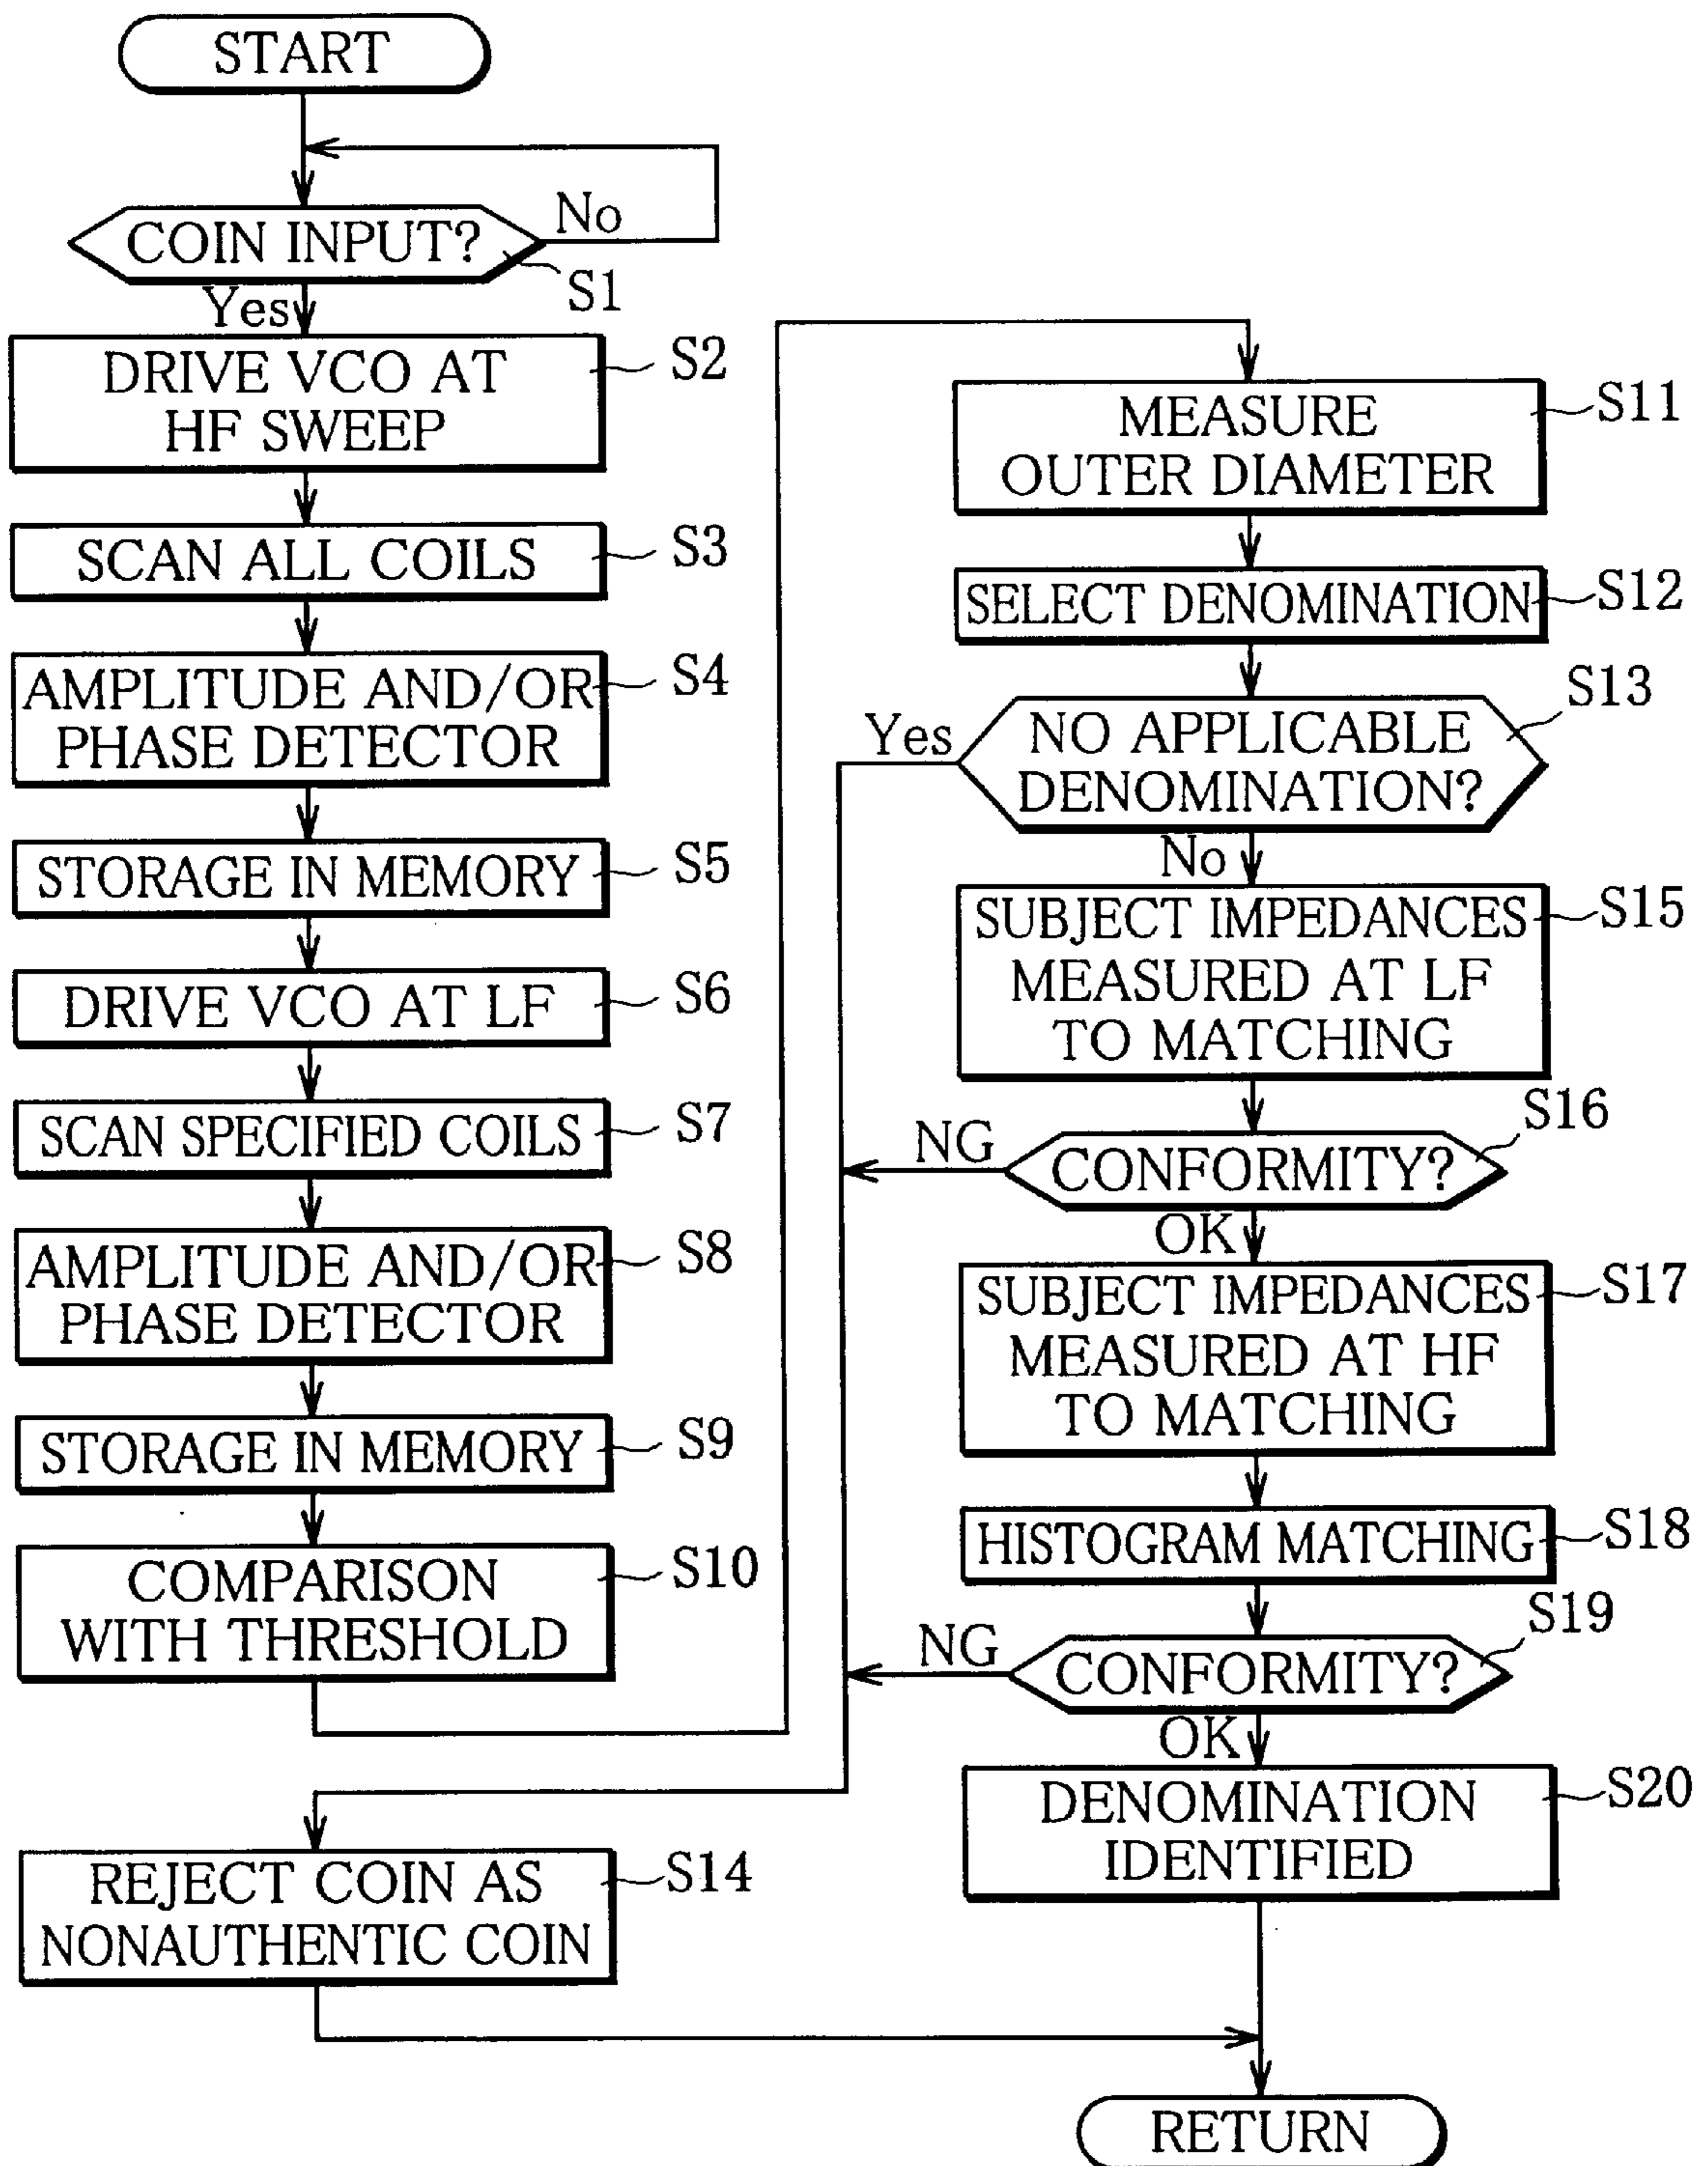 START
COIN INPUT?
No
S1
Yes
DRIVE VCO AT
HF SWEEP
S2
SCAN ALL COILS
S3
AMPLITUDE AND/OR
PHASE DETECTOR
S4
STORAGE IN MEMORY
S5
DRIVE VCO AT LF
S6
SCAN SPECIFIED COILS
S7
AMPLITUDE AND/OR
PHASE DETECTOR
S8
STORAGE IN MEMORY
S9
COMPARISON
WITH THRESHOLD
S10
REJECT COIN AS
NONAUTHENTIC COIN
S14
MEASURE
OUTER DIAMETER
S11
SELECT DENOMINATION
S12
NO APPLICABLE
DENOMINATION?
S13
Yes
No
SUBJECT IMPEDANCES
MEASURED AT LF
TO MATCHING
S15
CONFORMITY?
S16
NG
OK
SUBJECT IMPEDANCES
MEASURED AT HF
TO MATCHING
S17
HISTOGRAM MATCHING
S18
CONFORMITY?
S19
NG
OK
DENOMINATION
IDENTIFIED
S20
RETURN